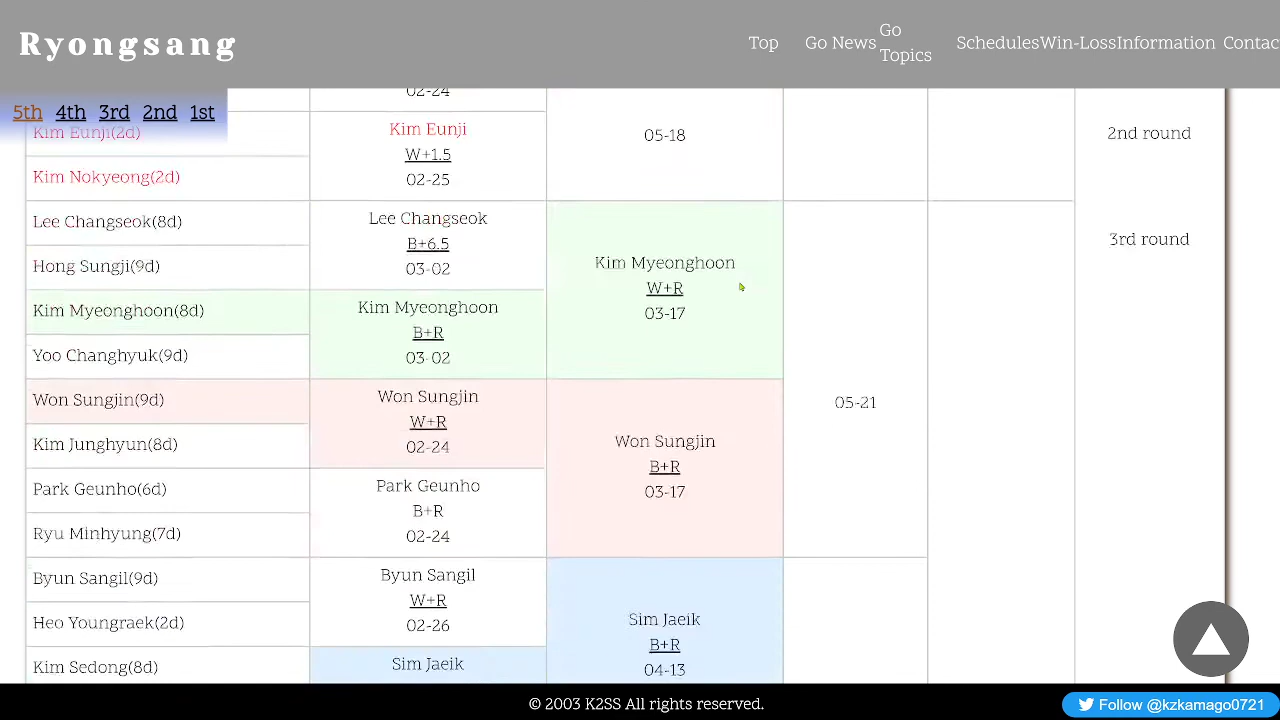 Ryongsang
Top Go News Go Topics Schedules Win-Loss Information Contac
5th 4th 3rd 2nd 1st
02-24
Kim Eunji(2d)
Kim Nokyeong(2d)
Lee Changseok(8d)
Hong Sungji(9d)
Kim Myeonghoon(8d)
Yoo Changhyuk(9d)
Won Sungjin(9d)
Kim Junghyun(8d)
Park Geunho(6d)
Ryu Minhyung(7d)
Byun Sangil(9d)
Heo Youngraek(2d)
Kim Sedong(8d)
Kim Eunji
W+1.5
02-25
Lee Changseok
B+6.5
03-02
Kim Myeonghoon
B+R
03-02
Won Sungjin
W+R
02-24
Park Geunho
B+R
02-24
Byun Sangil
W+R
02-26
Sim Jaeik
05-18
Kim Myeonghoon
W+R
03-17
Won Sungjin
B+R
03-17
Sim Jaeik
B+R
04-13
05-21
2nd round
3rd round
© 2003 K2SS All rights reserved.
Follow @kzkamago0721